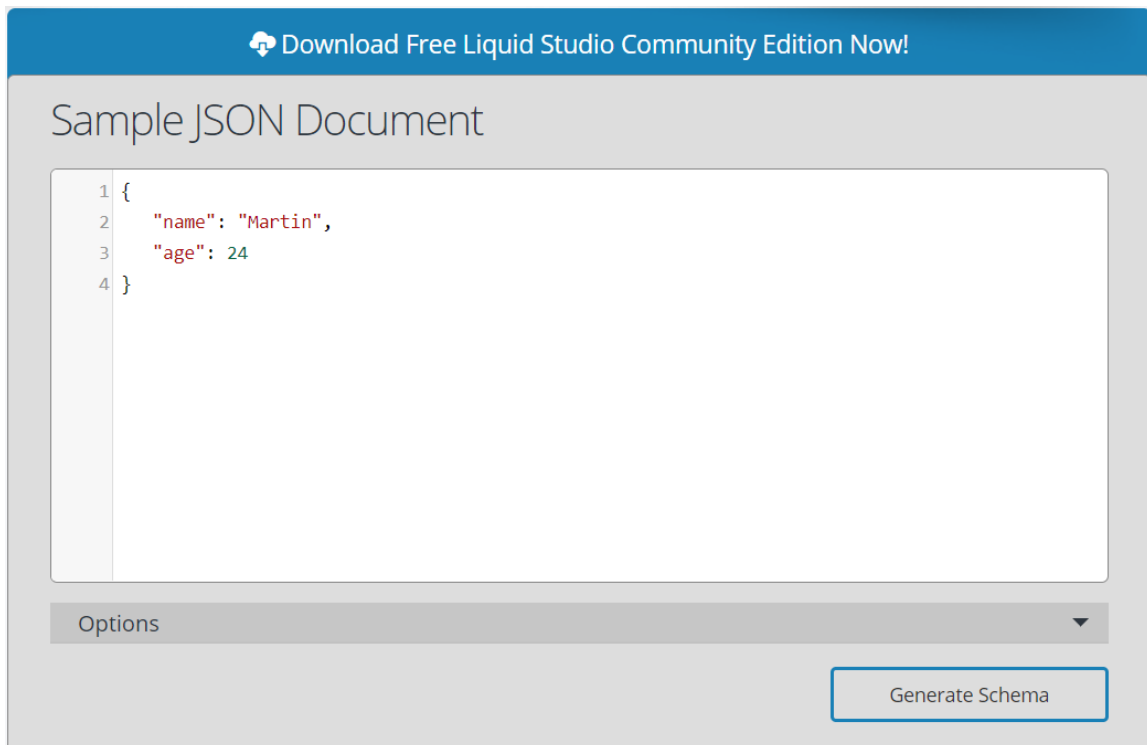 Download Free Liquid Studio Community Edition Now!
Sample JSON Document
1 {
2 "name": "Martin",
3 "age": 24
4 }
Options
Generate Schema